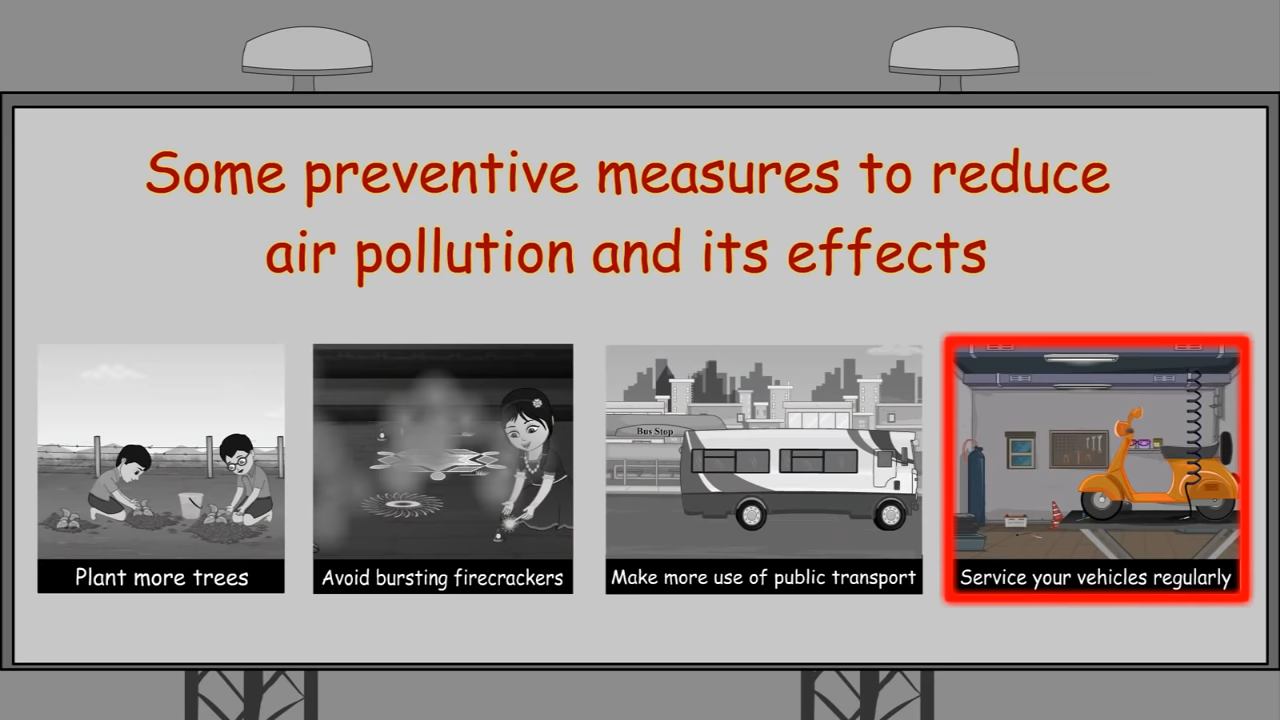 Some preventive measures to reduce
air pollution and its effects
Bus Stop
Plant more trees
Avoid bursting firecrackers
Make more use of public transport
Service your vehicles regularly